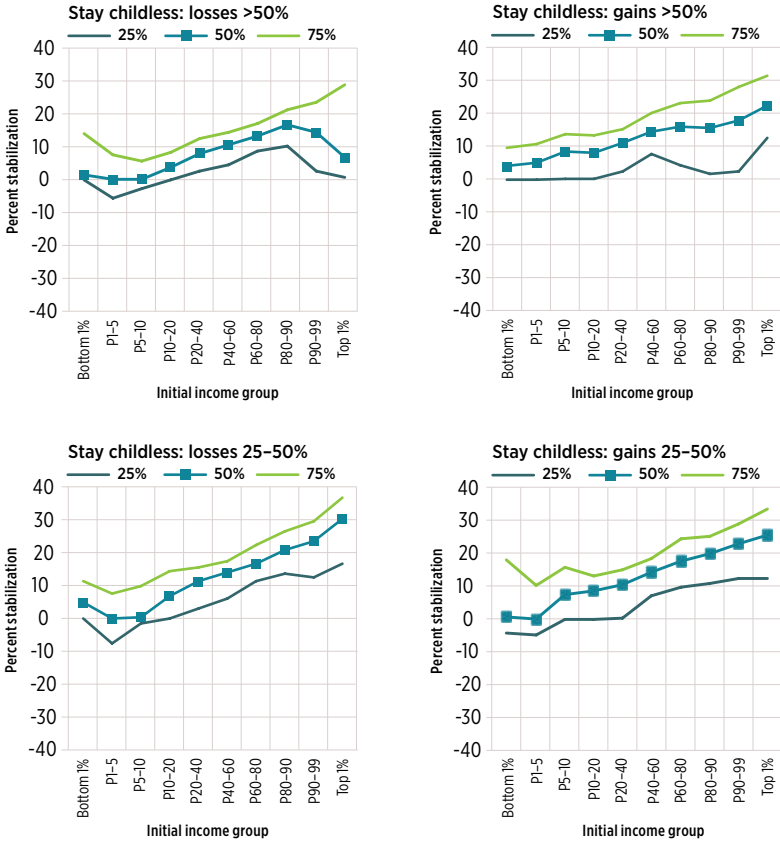 Stay childless: losses >50%
25% 50% 75%
40
30
20
10
0
-10
-20
-30
-40
Percent stabilization
Bottom 1%
P1–5
P5–10
P10–20
P20–40
P40–60
P60–80
P80–90
P90–99
Top 1%
Initial income group
Stay childless: gains >50%
25% 50% 75%
40
30
20
10
0
-10
-20
-30
-40
Percent stabilization
Bottom 1%
P1–5
P5–10
P10–20
P20–40
P40–60
P60–80
P80–90
P90–99
Top 1%
Initial income group
Stay childless: losses 25–50%
25% 50% 75%
40
30
20
10
0
-10
-20
-30
-40
Percent stabilization
Bottom 1%
P1–5
P5–10
P10–20
P20–40
P40–60
P60–80
P80–90
P90–99
Top 1%
Initial income group
Stay childless: gains 25–50%
25% 50% 75%
40
30
20
10
0
-10
-20
-30
-40
Percent stabilization
Bottom 1%
P1–5
P5–10
P10–20
P20–40
P40–60
P60–80
P80–90
P90–99
Top 1%
Initial income group